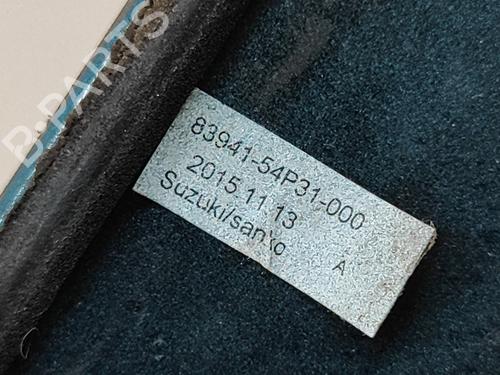 B-PARTS
83941-54P31-000
2015 11 13
Suzuki/sanko
A